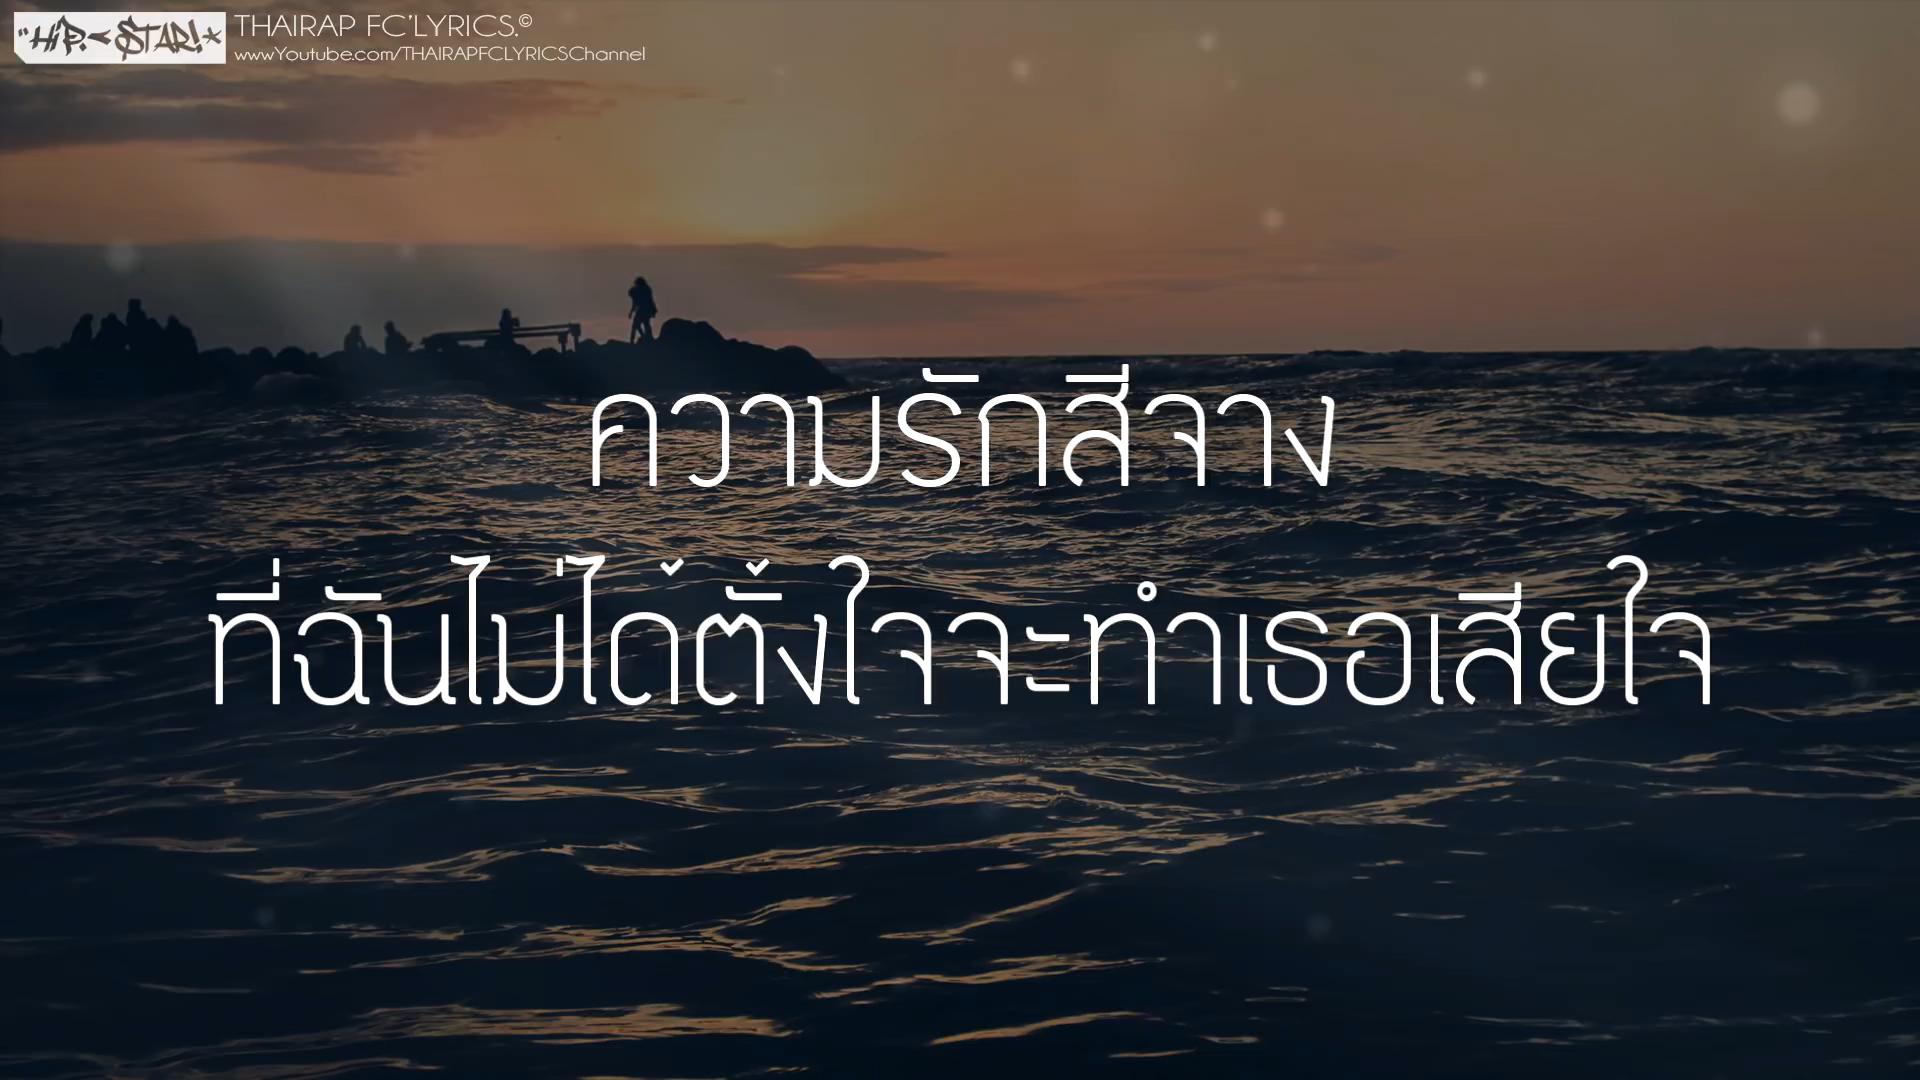 "HiP.<STAR!*
THAIRAP FC'LYRICS.©
www.Youtube.com/THAIRAPFCLYRICSChannel
ความรักสีจาง
ที่ฉันไม่ได้ตั้งใจจะทำเธอเสียใจ